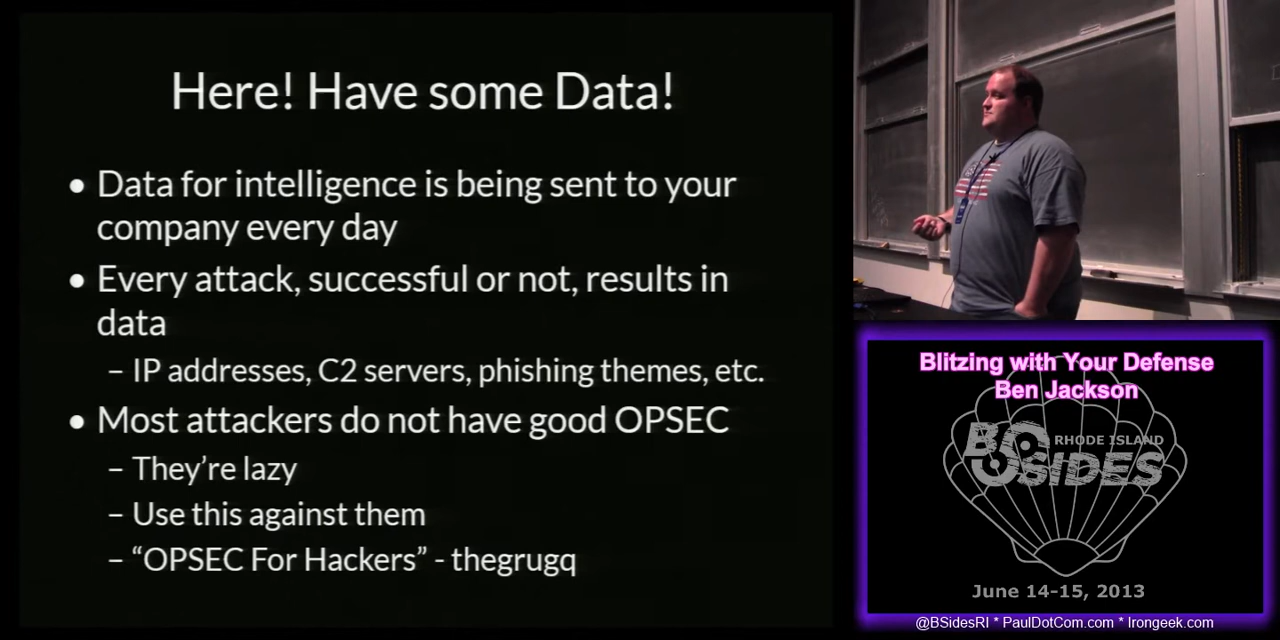 Here! Have some Data!
• Data for intelligence is being sent to your
company every day
• Every attack, successful or not, results in
data
– IP addresses, C2 servers, phishing themes, etc.
• Most attackers do not have good OPSEC
– They’re lazy
– Use this against them
– “OPSEC For Hackers” - thegrugq
Blitzing with Your Defense
Ben Jackson
BSIDES
RHODE ISLAND
June 14-15, 2013
@BSidesRI * PaulDotCom.com * Irongeek.com